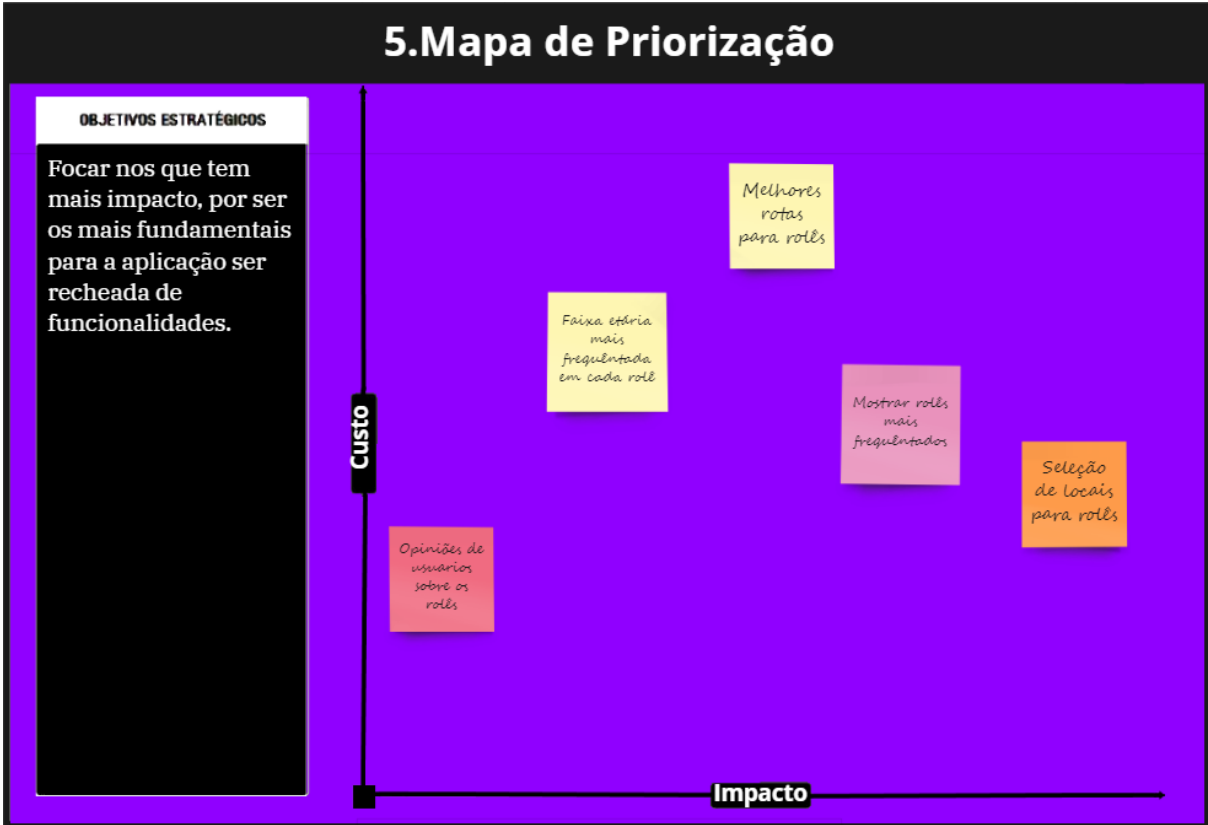 5.Mapa de Priorização
OBJETIVOS ESTRATÉGICOS
Focar nos que tem
mais impacto, por ser
os mais fundamentais
para a aplicação ser
recheada de
funcionalidades.
Custo
Melhores
rotas
para rolês
Faixa etária
mais
frequêntada
em cada rolê
Mostrar rolês
mais
frequêntados
Seleção
de locais
para rolês
Opiniões de
usuarios
sobre os
rolês
Impacto